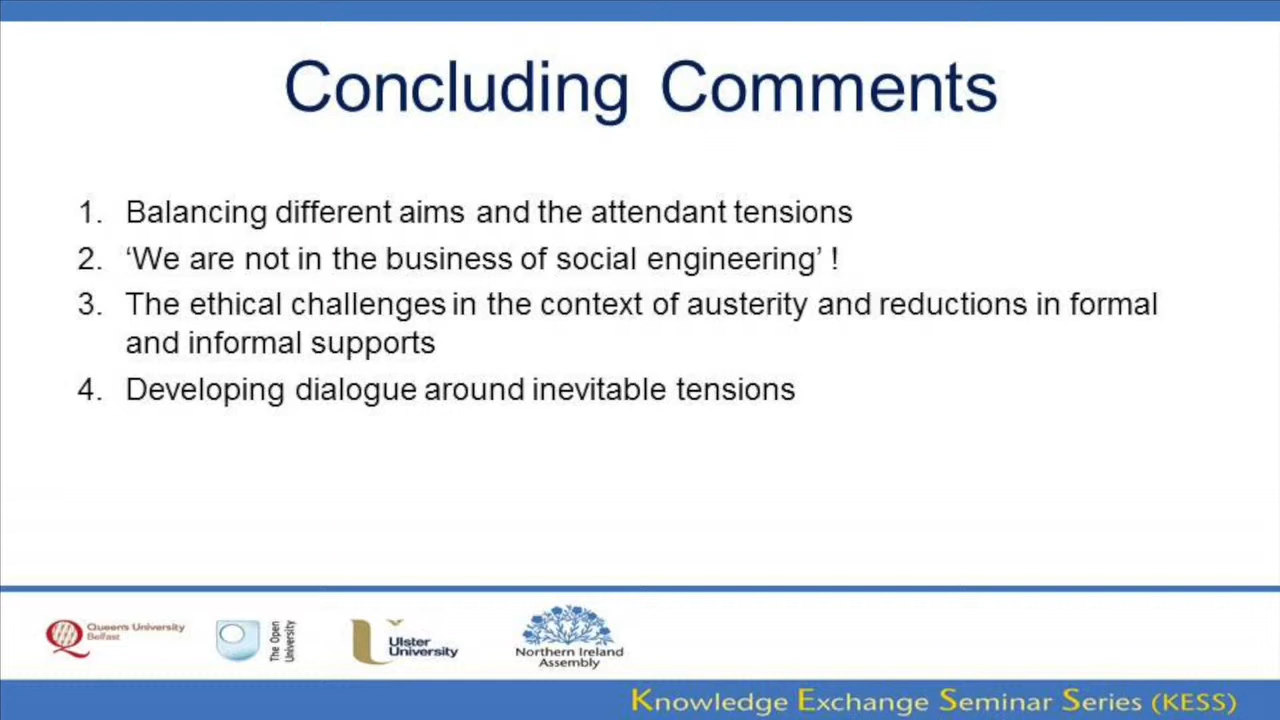 Concluding Comments
1. Balancing different aims and the attendant tensions
2. ‘We are not in the business of social engineering’ !
3. The ethical challenges in the context of austerity and reductions in formal
and informal supports
4. Developing dialogue around inevitable tensions
Queen's University
Belfast
The Open
University
Ulster
University
Northern Ireland
Assembly
Knowledge Exchange Seminar Series (KESS)